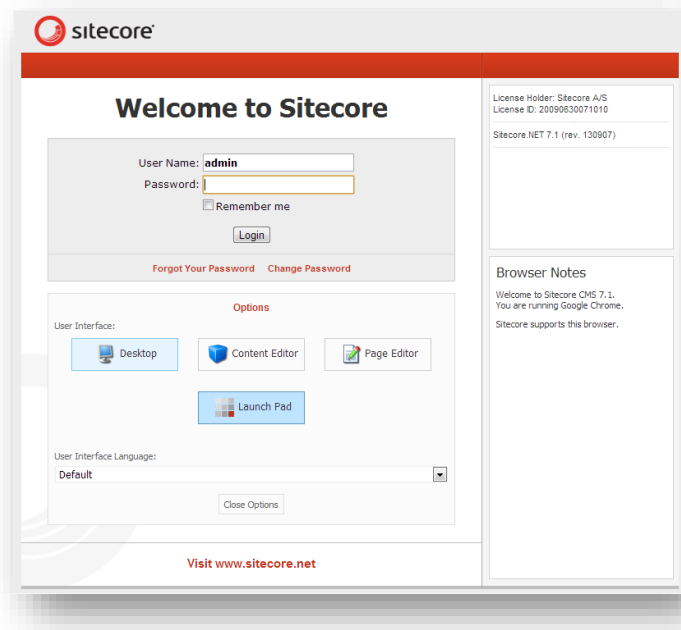 sitecore
Welcome to Sitecore
User Name: admin
Password:
Remember me
Login
Forgot Your Password Change Password
Options
User Interface:
Desktop Content Editor Page Editor
Launch Pad
User Interface Language:
Default
Close Options
Visit www.sitecore.net
License Holder: Sitecore A/S
License ID: 20090630071010
Sitecore.NET 7.1 (rev. 130907)
Browser Notes
Welcome to Sitecore CMS 7.1.
You are running Google Chrome.
Sitecore supports this browser.